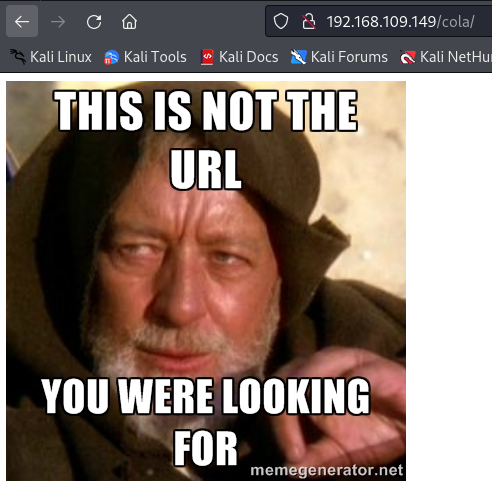 192.168.109.149/cola/
Kali Linux Kali Tools Kali Docs Kali Forums Kali NetHu
THIS IS NOT THE
URL
YOU WERE LOOKING
FOR
memegenerator.net